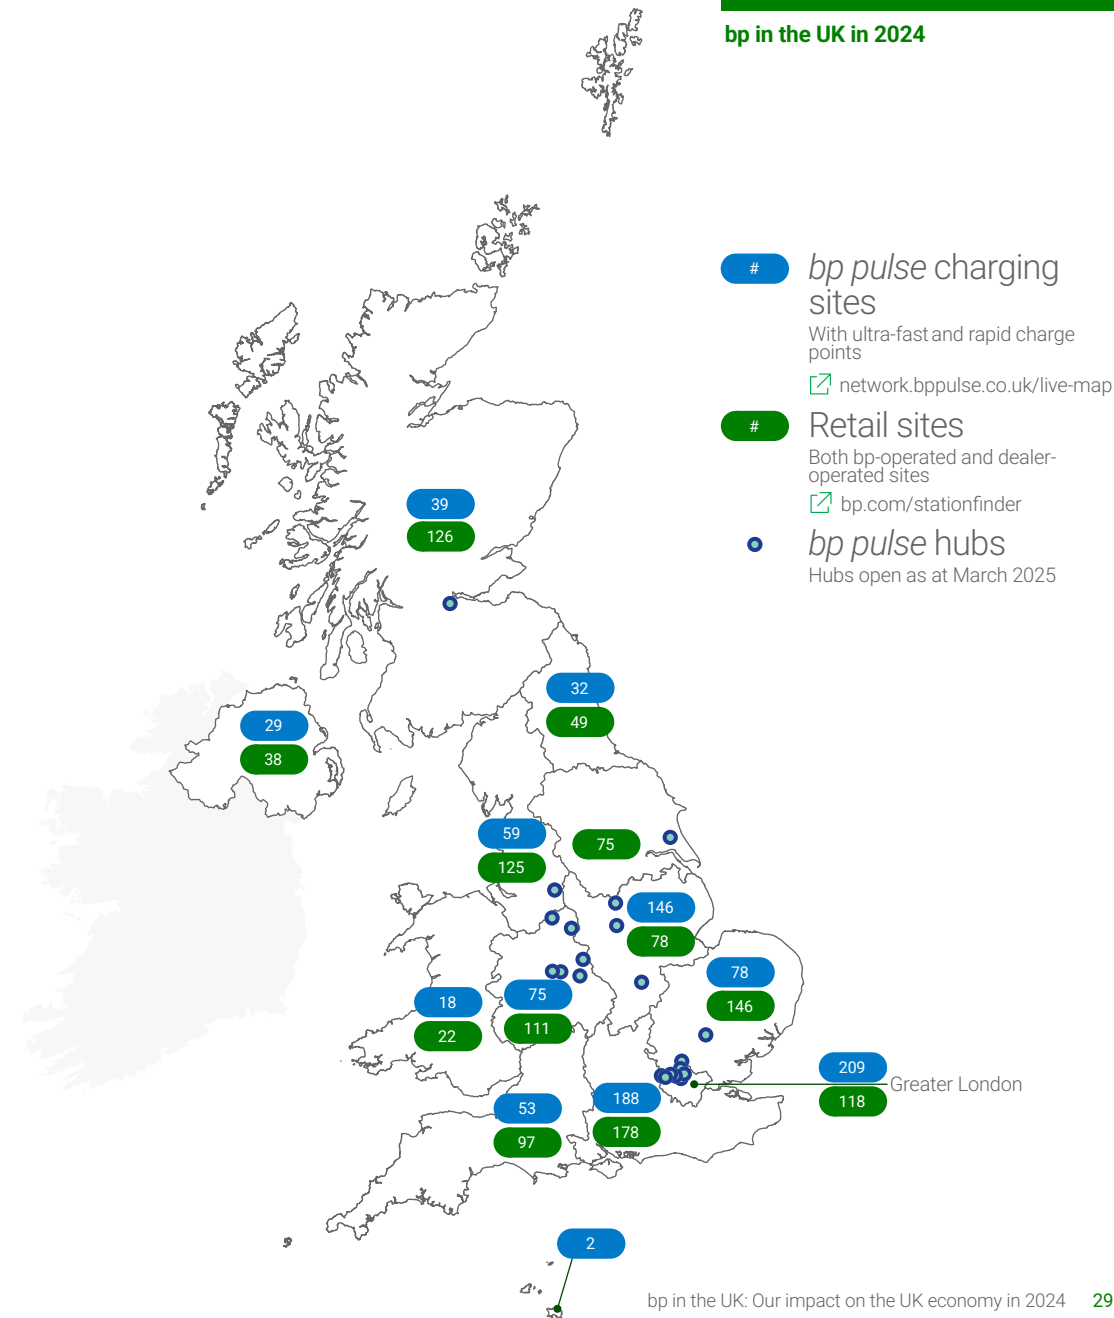 bp in the UK in 2024
#
bp pulse charging
sites
With ultra-fast and rapid charge
points
network.bppulse.co.uk/live-map
#
Retail sites
Both bp-operated and dealer-
operated sites
bp.com/stationfinder
bp pulse hubs
Hubs open as at March 2025
39
126
32
49
29
38
59
125
75
146
78
78
146
18
22
75
111
209
Greater London
118
188
178
53
97
2
bp in the UK: Our impact on the UK economy in 2024 29